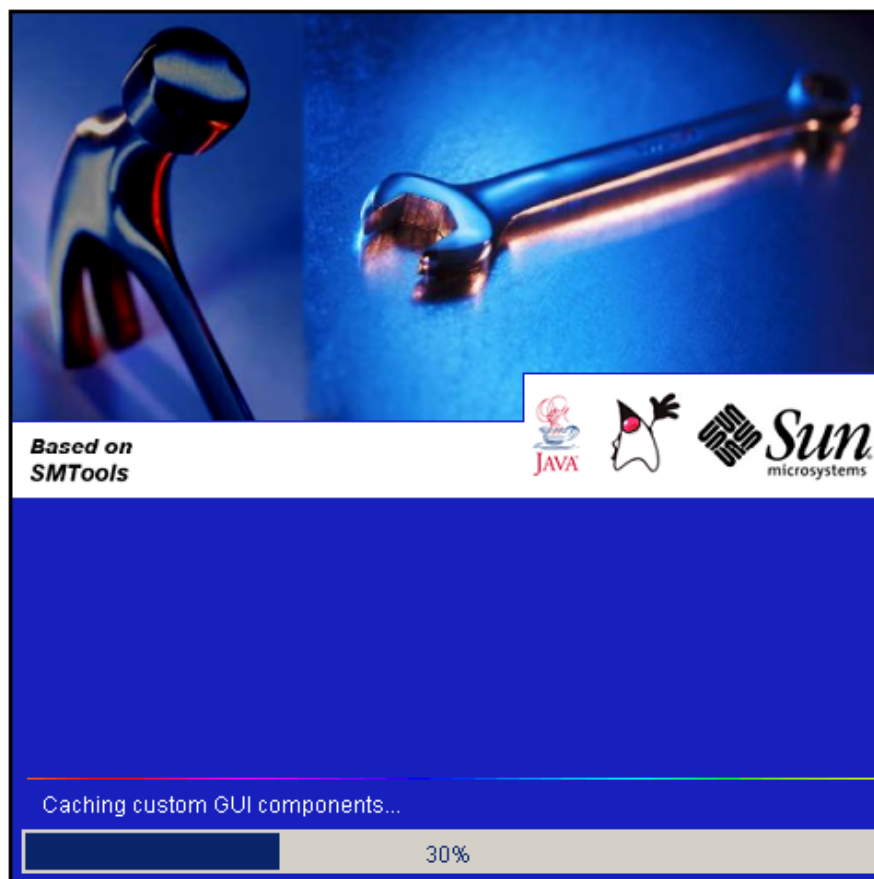 Based on
SMTools
JAVA
Sun
microsystems
Caching custom GUI components...
30%